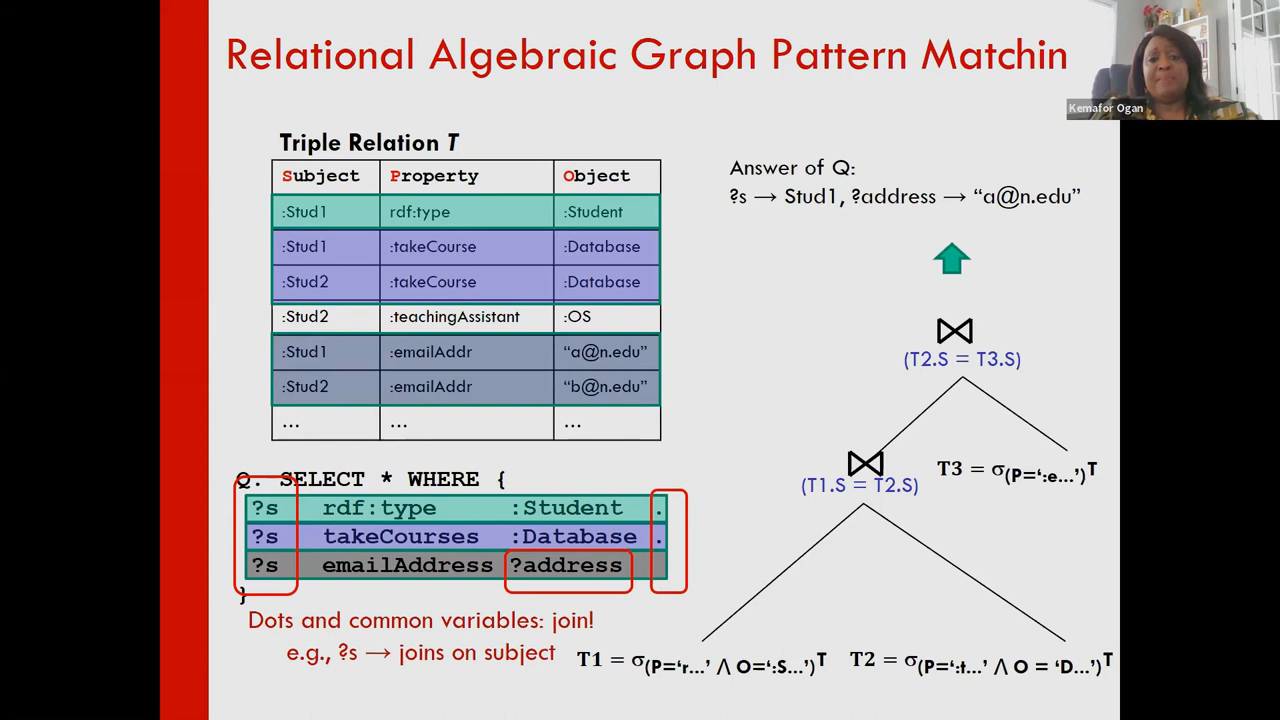 Relational Algebraic Graph Pattern Matchin
Kemafor Ogan
Triple Relation T
Subject Property Object
:Stud1 rdf:type :Student
:Stud1 :takeCourse :Database
:Stud2 :takeCourse :Database
:Stud2 :teachingAssistant :OS
:Stud1 :emailAddr “a@n.edu”
:Stud2 :emailAddr “b@n.edu”
... ... ...
Answer of Q:
?s → Stud1, ?address → “a@n.edu”
⋈
(T2.S = T3.S)
⋈
(T1.S = T2.S)
T3 = σ(P=‘:e...’)T
T1 = σ(P=‘r...’ ⋀ O=‘:S...’)T
T2 = σ(P=‘:t...’ ⋀ O = ‘D...’)T
Q. SELECT * WHERE {
?s rdf:type :Student .
?s takeCourses :Database .
?s emailAddress ?address
}
Dots and common variables: join!
e.g., ?s → joins on subject